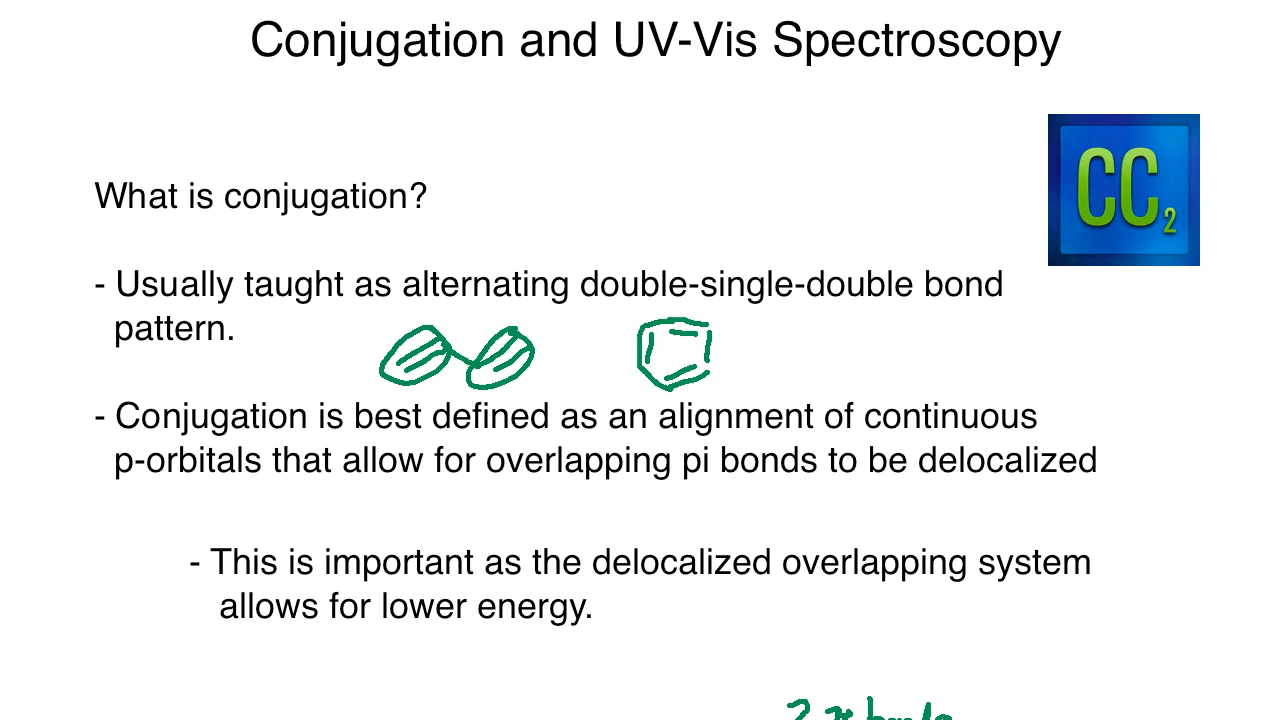 Conjugation and UV-Vis Spectroscopy
CC2
What is conjugation?
- Usually taught as alternating double-single-double bond
pattern.
- Conjugation is best defined as an alignment of continuous
p-orbitals that allow for overlapping pi bonds to be delocalized
- This is important as the delocalized overlapping system
allows for lower energy.